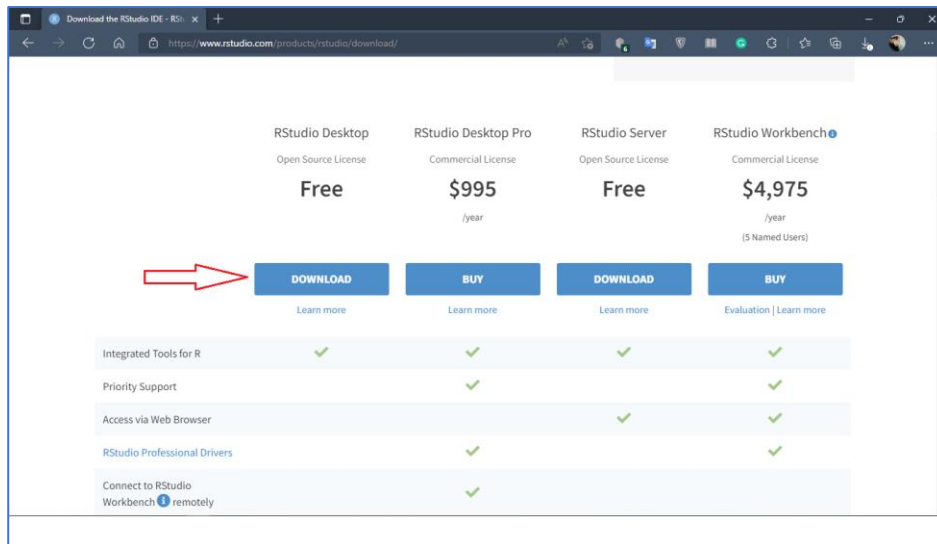 Download the RStudio IDE - RSt
https://www.rstudio.com/products/rstudio/download/
RStudio Desktop RStudio Desktop Pro RStudio Server RStudio Workbench
Open Source License Commercial License Open Source License Commercial License
Free $995 Free $4,975
/year /year
(5 Named Users)
DOWNLOAD BUY DOWNLOAD BUY
Learn more Learn more Learn more Evaluation | Learn more
Integrated Tools for R
Priority Support
Access via Web Browser
RStudio Professional Drivers
Connect to RStudio
Workbench remotely